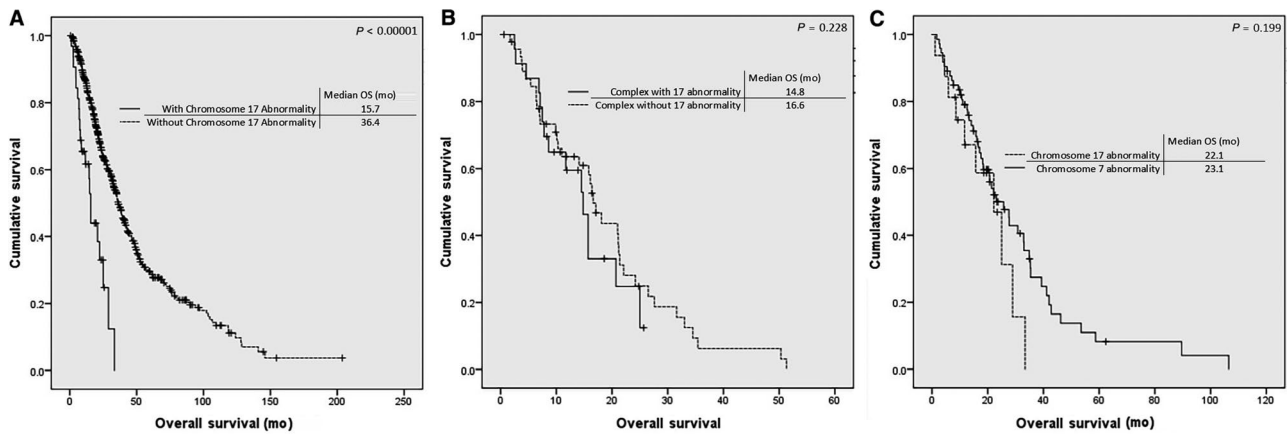 A
P < 0.00001
Median OS (mo)
With Chromosome 17 Abnormality 15.7
Without Chromosome 17 Abnormality 36.4
Cumulative survival
1.0
0.8
0.6
0.4
0.2
0.0
0 50 100 150 200 250
Overall survival (mo)
B
P = 0.228
Median OS (mo)
Complex with 17 abnormality 14.8
Complex without 17 abnormality 16.6
Cumulative survival
1.0
0.8
0.6
0.4
0.2
0.0
0 10 20 30 40 50 60
Overall survival
C
P = 0.199
Median OS (mo)
Chromosome 17 abnormality 22.1
Chromosome 7 abnormality 23.1
Cumulative survival
1.0
0.8
0.6
0.4
0.2
0.0
0 20 40 60 80 100 120
Overall survival (mo)